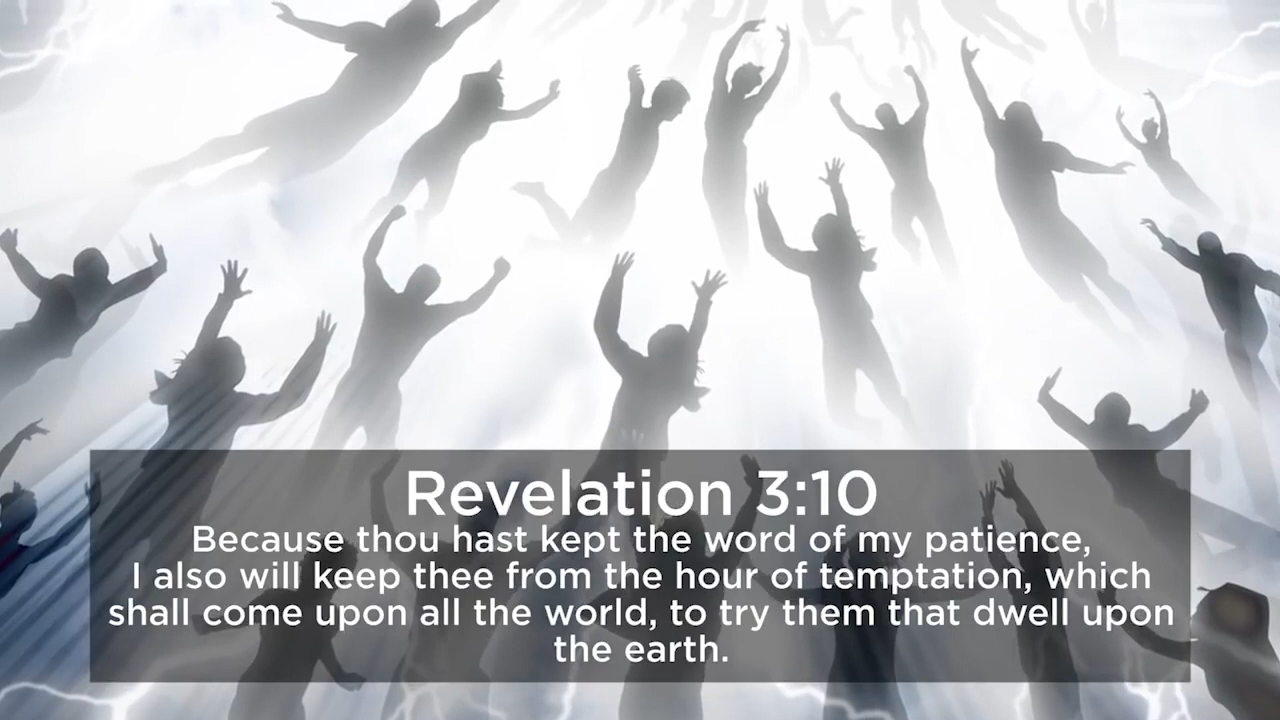 Revelation 3:10
Because thou hast kept the word of my patience,
I also will keep thee from the hour of temptation, which
shall come upon all the world, to try them that dwell upon
the earth.